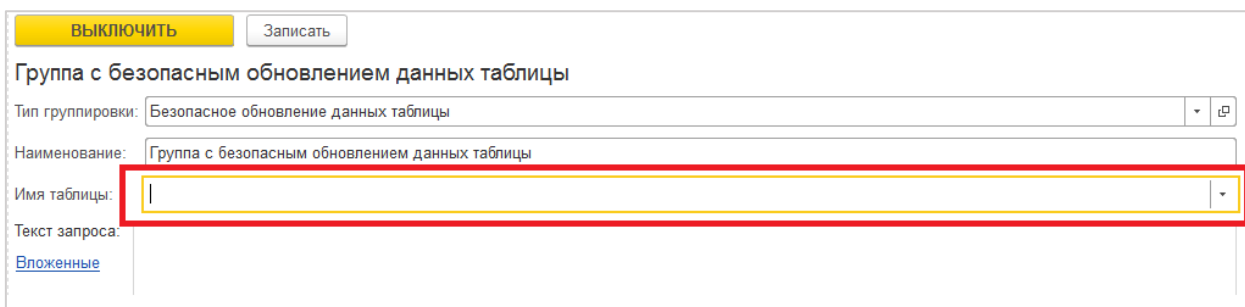 ВЫКЛЮЧИТЬ Записать
Группа с безопасным обновлением данных таблицы
Тип группировки: Безопасное обновление данных таблицы
Наименование: Группа с безопасным обновлением данных таблицы
Имя таблицы:
Текст запроса:
Вложенные